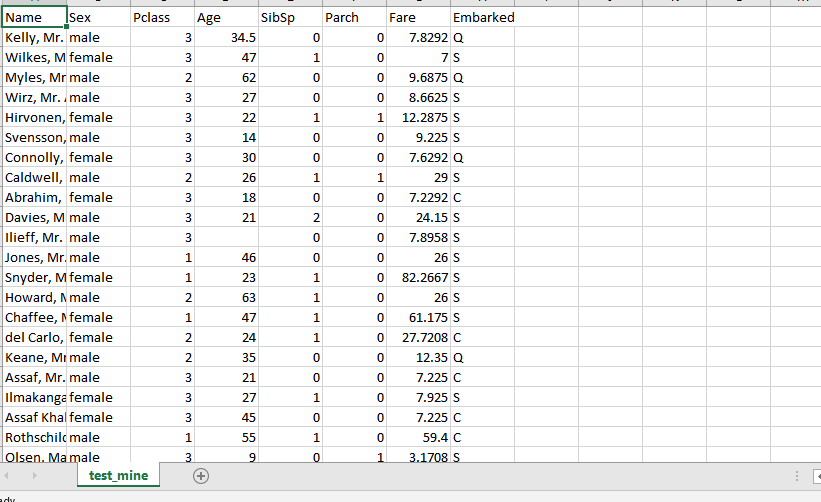 Name Sex Pclass Age SibSp Parch Fare Embarked
Kelly, Mr. male 3 34.5 0 0 7.8292 Q
Wilkes, M female 3 47 1 0 7 S
Myles, Mr male 2 62 0 0 9.6875 Q
Wirz, Mr. male 3 27 0 0 8.6625 S
Hirvonen, female 3 22 1 1 12.2875 S
Svensson, male 3 14 0 0 9.225 S
Connolly, female 3 30 0 0 7.6292 Q
Caldwell, male 2 26 1 1 29 S
Abrahim, female 3 18 0 0 7.2292 C
Davies, M male 3 21 2 0 24.15 S
Ilieff, Mr. male 3 0 0 7.8958 S
Jones, Mr. male 1 46 0 0 26 S
Snyder, M female 1 23 1 0 82.2667 S
Howard, M male 2 63 1 0 26 S
Chaffee, M female 1 47 1 0 61.175 S
del Carlo, female 2 24 1 0 27.7208 C
Keane, Mr male 2 35 0 0 12.35 Q
Assaf, Mr. male 3 21 0 0 7.225 C
Ilmakanga female 3 27 1 0 7.925 S
Assaf Khal female 3 45 0 0 7.225 C
Rothschild male 1 55 1 0 59.4 C
Olsen, Ma male 3 9 0 1 3.1708 S
test_mine